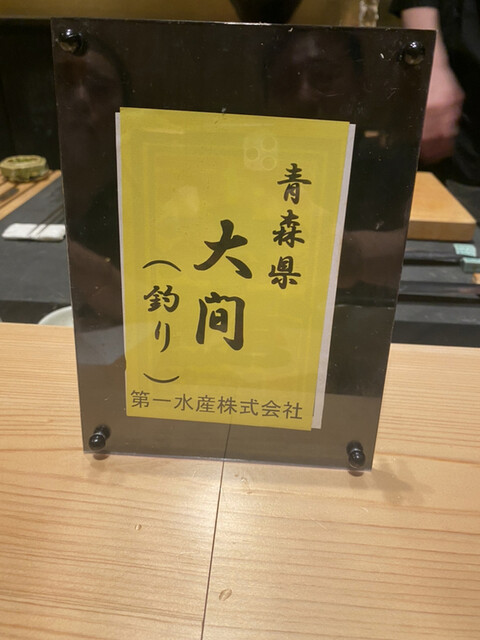 青森県
大間
（釣り）
第一水産株式会社